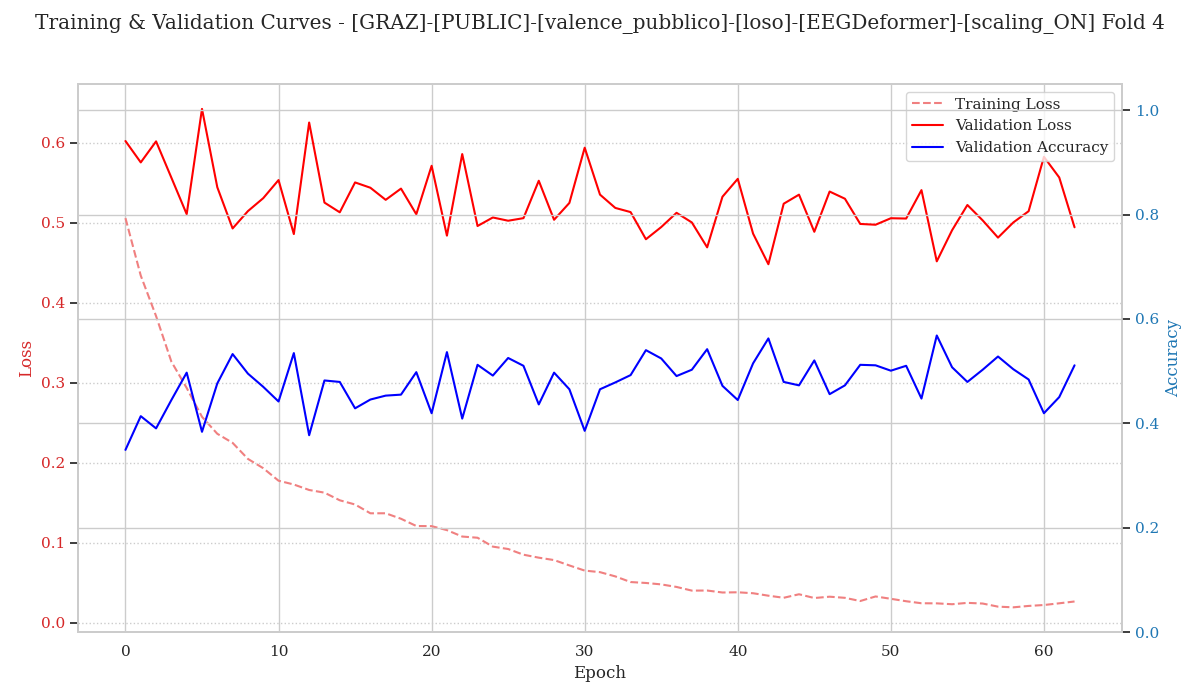 Training & Validation Curves - [GRAZ]-[PUBLIC]-[valence_pubblico]-[loso]-[EEGDeformer]-[scaling_ON] Fold 4
Training Loss
Validation Loss
Validation Accuracy
Loss
0.6
0.5
0.4
0.3
0.2
0.1
0.0
1.0
0.8
0.6
0.4
0.2
0.0
Accuracy
0
10
20
30
40
50
60
Epoch